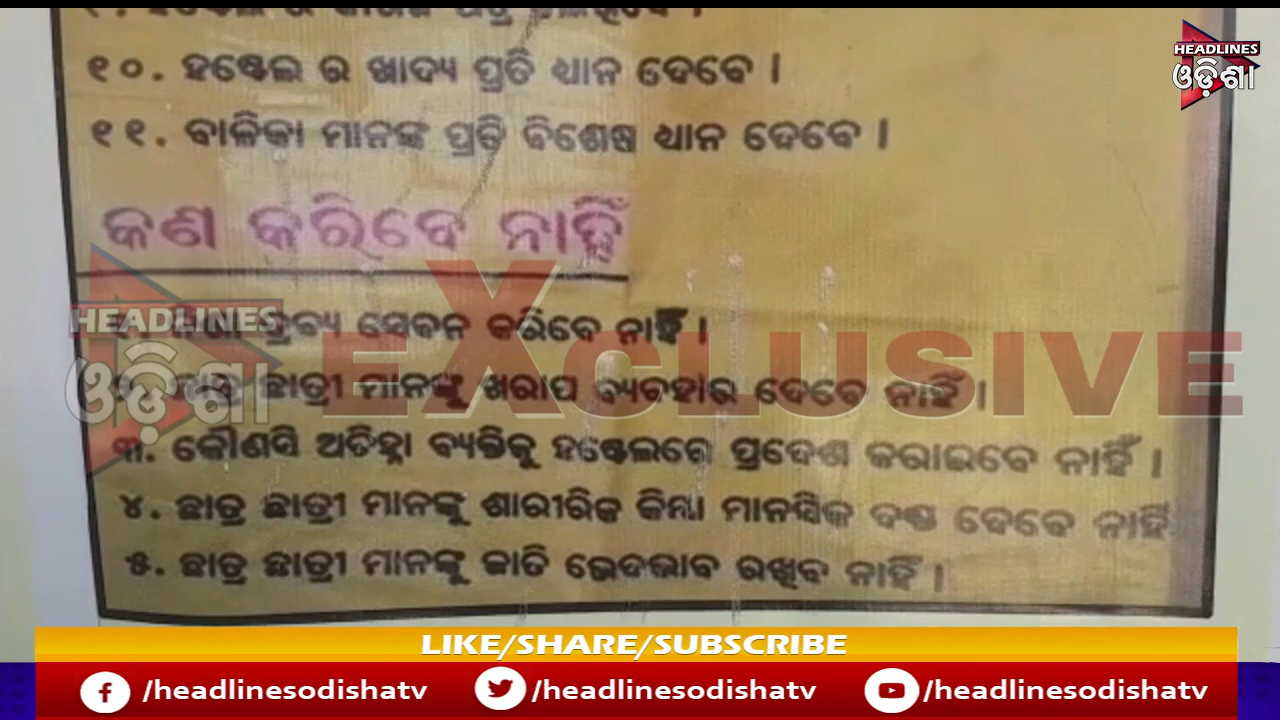 ୧୦. ହଷ୍ଟେଲ ର ଖାଦ୍ୟ ପ୍ରତି ଧ୍ୟାନ ଦେବେ ।
୧୧. ବାଳିକା ମାନଙ୍କ ପ୍ରତି ବିଶେଷ ଧ୍ୟାନ ଦେବେ ।
କଣ କରିବେ ନାହିଁ
ଦ୍ରବ୍ୟ ସେବନ କରିବେ ନାହିଁ ।
ଛାତ୍ରୀ ମାନଙ୍କୁ ଖରାପ ବ୍ୟବହାର ଦେବେ ନାହିଁ ।
୩. କୌଣସି ଅଚିହ୍ନା ବ୍ୟକ୍ତିକୁ ହଷ୍ଟେଲରେ ପ୍ରବେଶ କରାଇବେ ନାହିଁ ।
୪. ଛାତ୍ର ଛାତ୍ରୀ ମାନଙ୍କୁ ଶାରୀରିକ କିମ୍ବା ମାନସିକ ଦଣ୍ଡ ଦେବେ ନାହିଁ
୫. ଛାତ୍ର ଛାତ୍ରୀ ମାନଙ୍କୁ ଜାତି ଭେଦଭାବ ରଖିବ ନାହିଁ ।
HEADLINES
ଓଡ଼ିଶା
HEADLINES
ଓଡ଼ିଶା
EXCLUSIVE
LIKE/SHARE/SUBSCRIBE
/headlinesodishatv /headlinesodishatv /headlinesodishatv